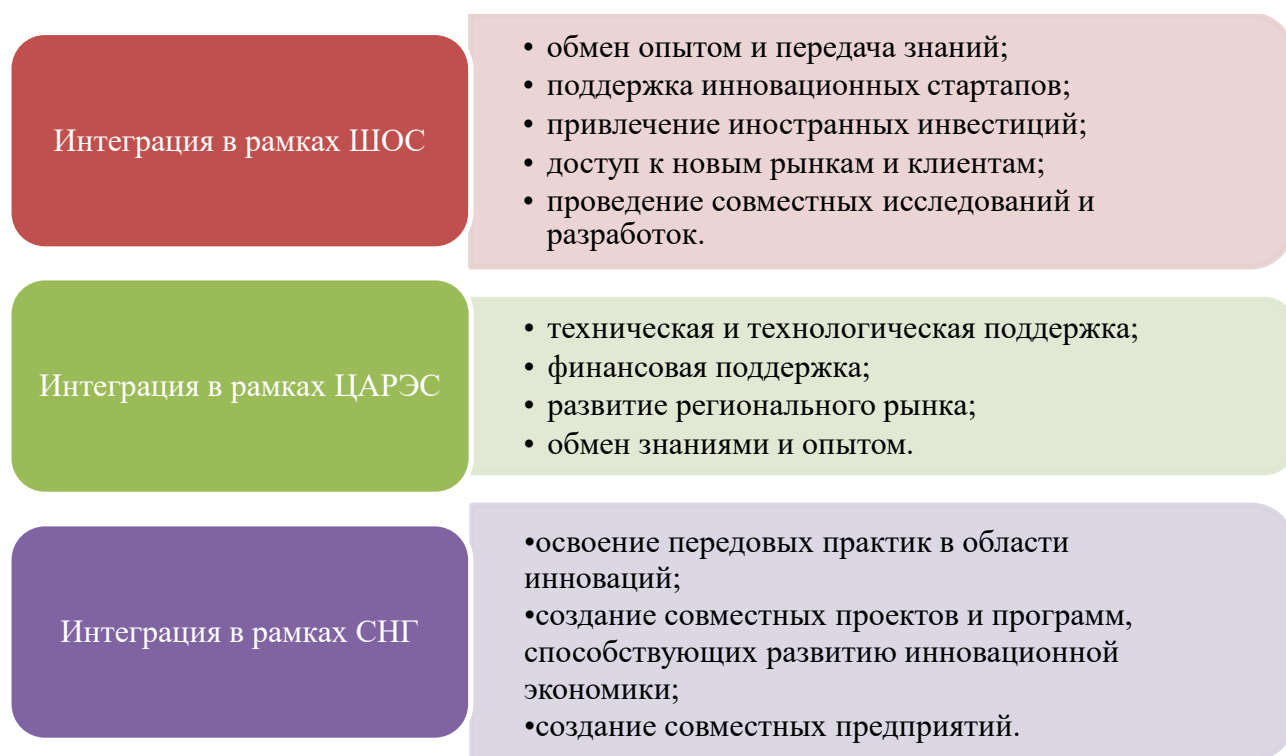 Интеграция в рамках ШОС
• обмен опытом и передача знаний;
• поддержка инновационных стартапов;
• привлечение иностранных инвестиций;
• доступ к новым рынкам и клиентам;
• проведение совместных исследований и
разработок.
Интеграция в рамках ЦАРЭС
• техническая и технологическая поддержка;
• финансовая поддержка;
• развитие регионального рынка;
• обмен знаниями и опытом.
Интеграция в рамках СНГ
•освоение передовых практик в области
инноваций;
•создание совместных проектов и программ,
способствующих развитию инновационной
экономики;
•создание совместных предприятий.